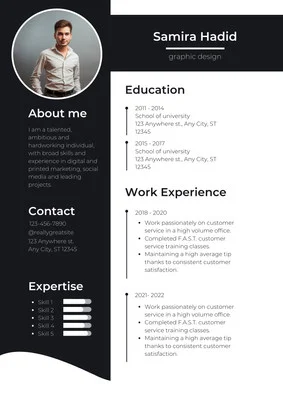 Samira Hadid
graphic design
About me
I am a talented,
ambitious and
hardworking individual,
with broad skills and
experience in digital and
printed marketing, social
media and leading
projects.
Contact
123-456-7890
@reallygreatsite
123 Anywhere st.
Any City, ST 12345
Expertise
Skill 1
Skill 2
Skill 3
Skill 4
Skill 5
Education
2011 - 2014
School of university
123 Anywhere st., Any City, ST
12345
2015 - 2017
School of university
123 Anywhere st., Any City, ST
12345
Work Experience
2019 - 2020
Work passionately on customer
service in a high volume office.
Completed F.A.S.T. customer
service training classes.
Maintaining a high average tip
thanks to consistent customer
satisfaction.
2021- 2022
Work passionately on customer
service in a high volume office.
Completed F.A.S.T. customer
service training classes.
Maintaining a high average tip
thanks to consistent customer
satisfaction.